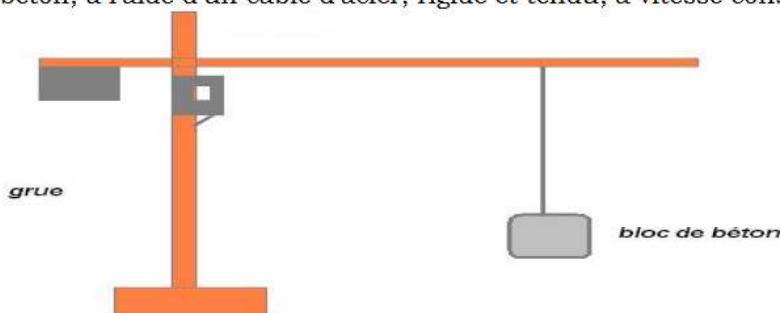 béton, à l'aide d'un câble d'acier, rigide et tendu, à vitesse
grue
bloc de béton